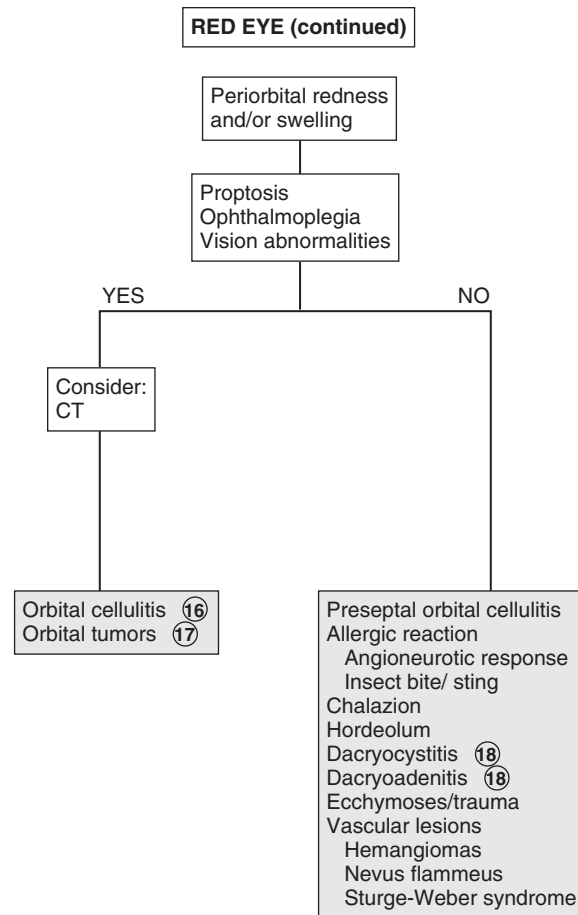 RED EYE (continued)
Periorbital redness
and/or swelling
Proptosis
Ophthalmoplegia
Vision abnormalities
YES
NO
Consider:
CT
Orbital cellulitis 16
Orbital tumors 17
Preseptal orbital cellulitis
Allergic reaction
Angioneurotic response
Insect bite/ sting
Chalazion
Hordeolum
Dacryocystitis 18
Dacryoadenitis 18
Ecchymoses/trauma
Vascular lesions
Hemangiomas
Nevus flammeus
Sturge-Weber syndrome